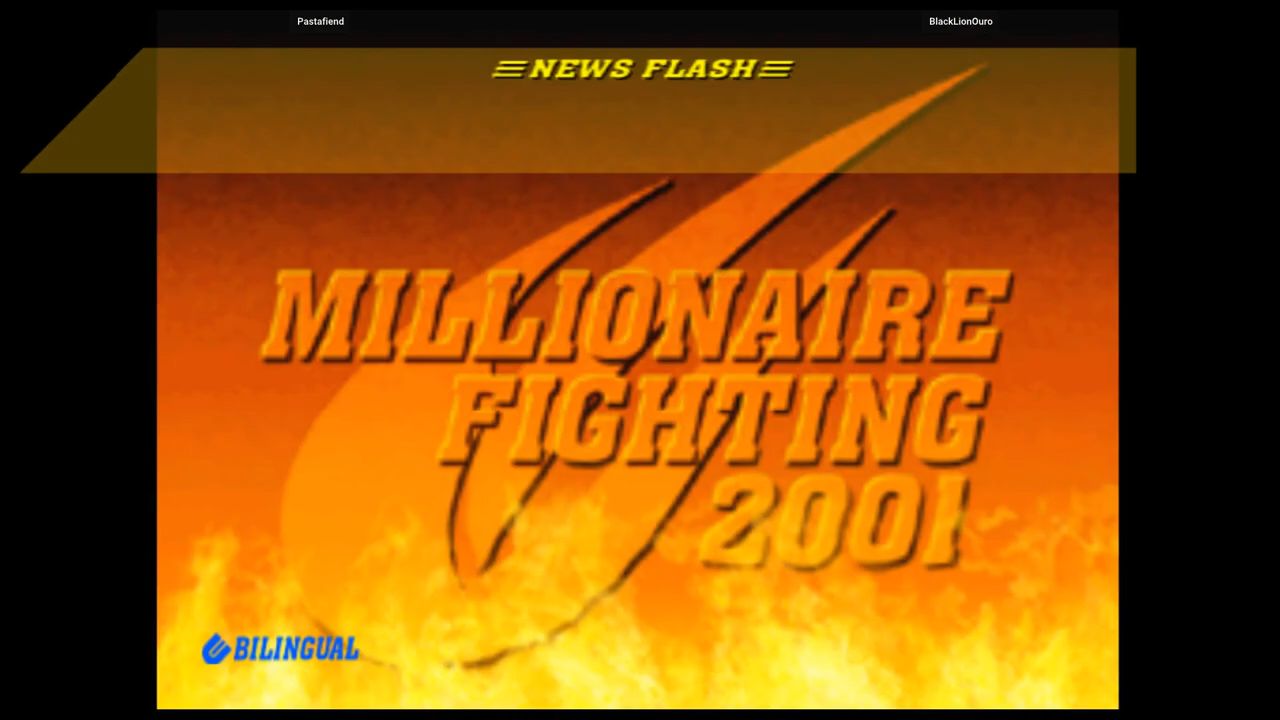 Pastafiend
BlackLionOuro
NEWS FLASH
MILLIONAIRE
FIGHTING
2001
BILINGUAL